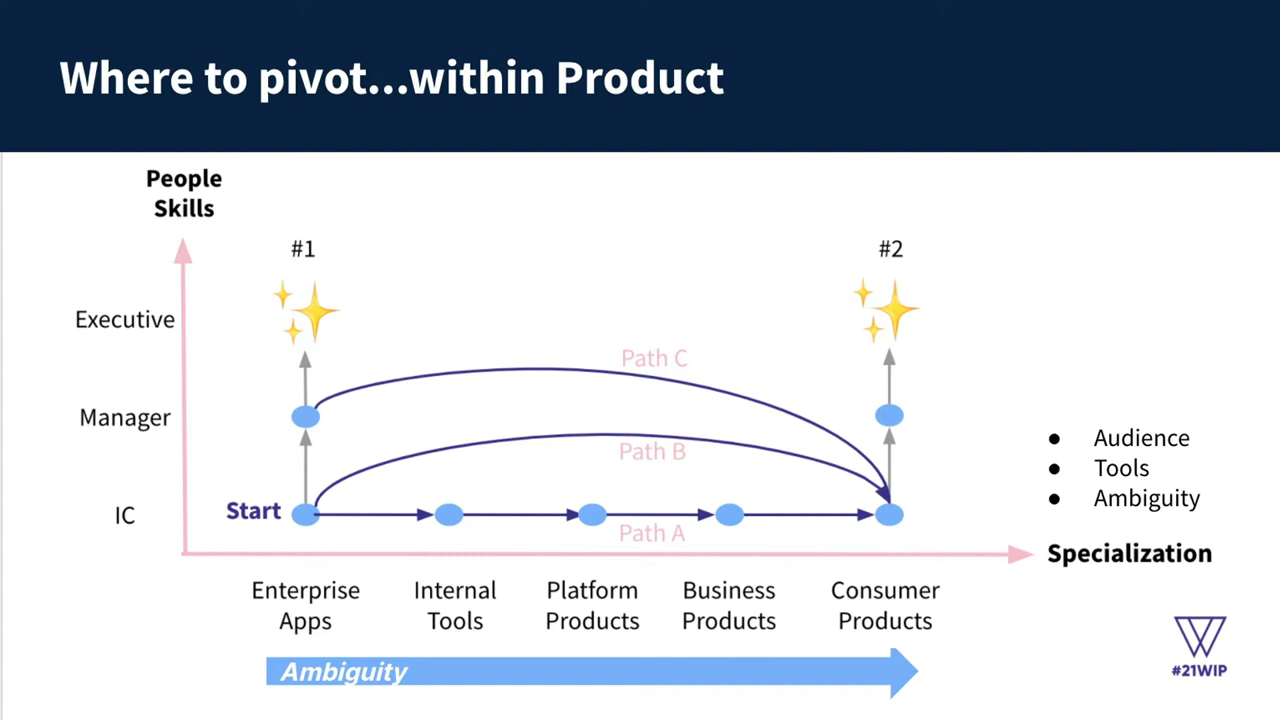 Where to pivot...within Product
People
Skills
#1
#2
Executive
Path C
Manager
Path B
● Audience
● Tools
● Ambiguity
Start
IC
Path A
Specialization
Enterprise
Apps
Internal
Tools
Platform
Products
Business
Products
Consumer
Products
Ambiguity
#21WIP